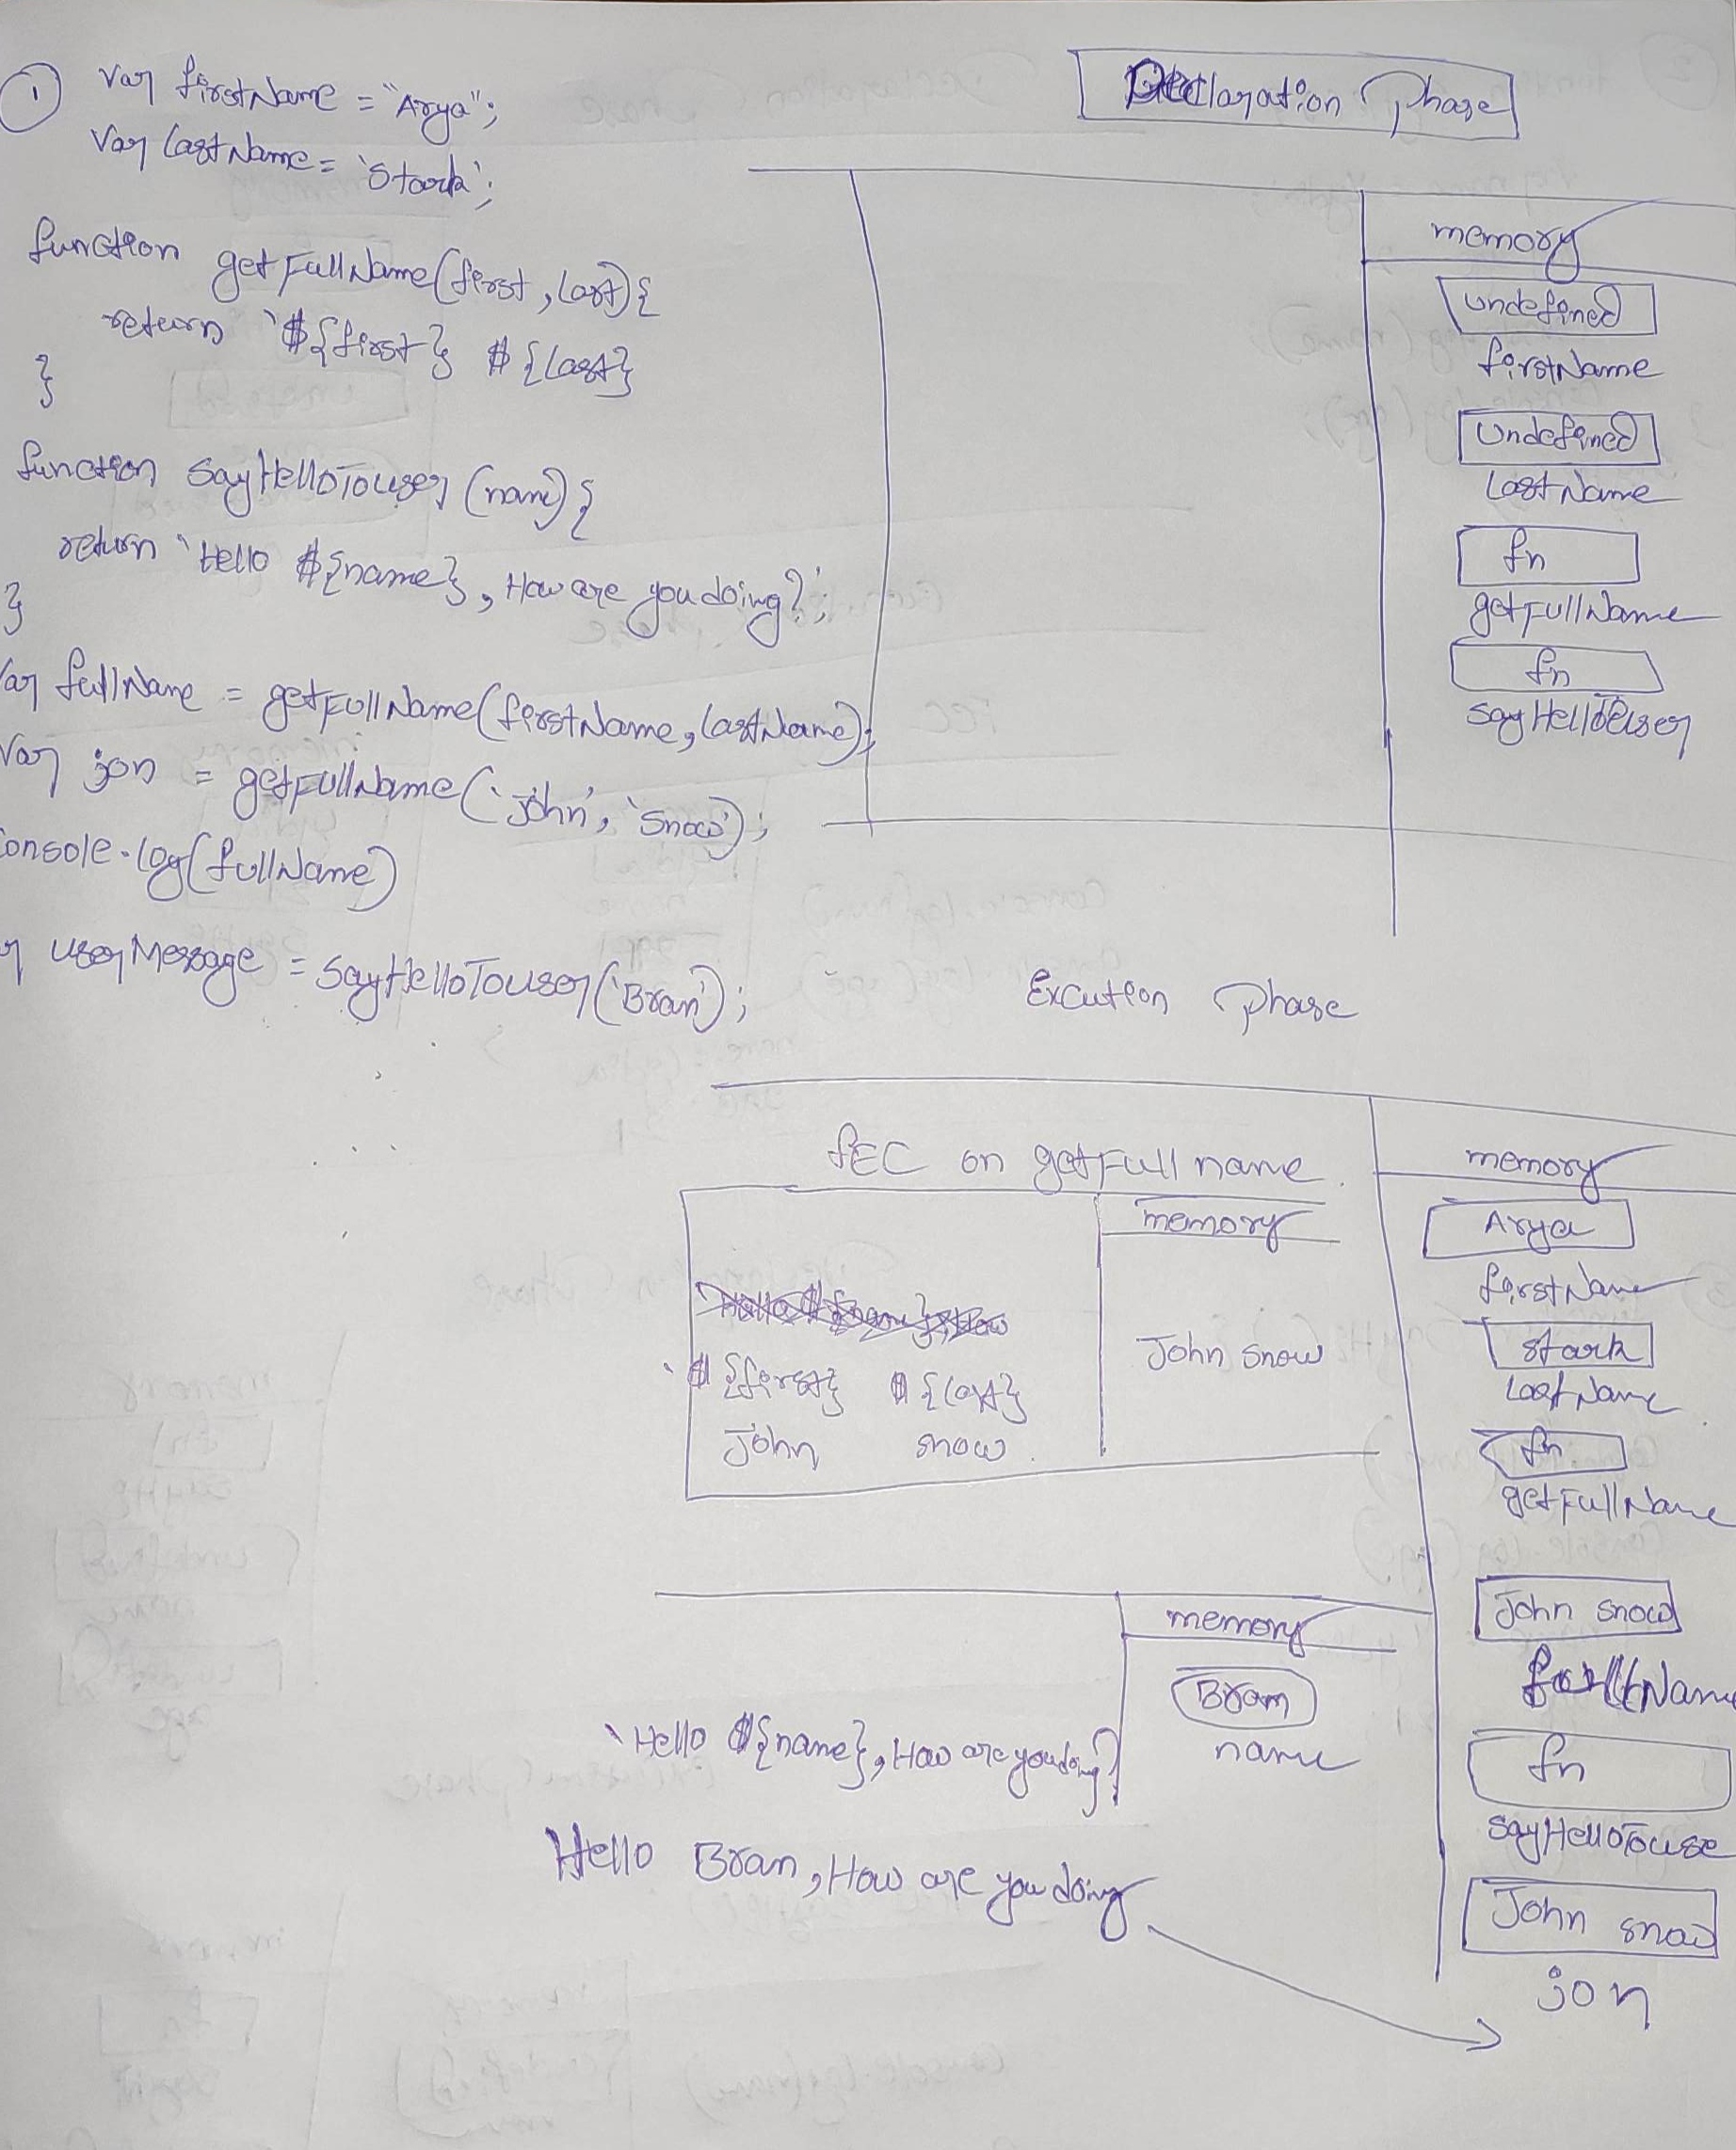 1 var firstName = "Arya";
Var lastName = 'Stark';
function getFullName(first, last){
return `${first} ${last}
}
function sayHelloToUser (name) {
return `Hello ${name}, How are you doing?`;
}
Var fullName = getFullName(firstName, lastName);
Var jon = getFullName('John', 'Snow');
Console.log(fullName)
userMessage = sayHelloToUser('Bran');
Declaration Phase
memory
undefined
firstName
Undefined
lastName
fn
getFullName
fn
sayHelloToUser
Excution Phase
fEC on getFull name
memory
John snow
`${first} ${last}
John snow
memory
Arya
firstName
Stark
lastName
fn
getFullName
John snow
fullName
fn
sayHelloTouse
John snow
jon
memory
Bran
name
`Hello ${name}, How are you doing?
Hello Bran, How are you doing